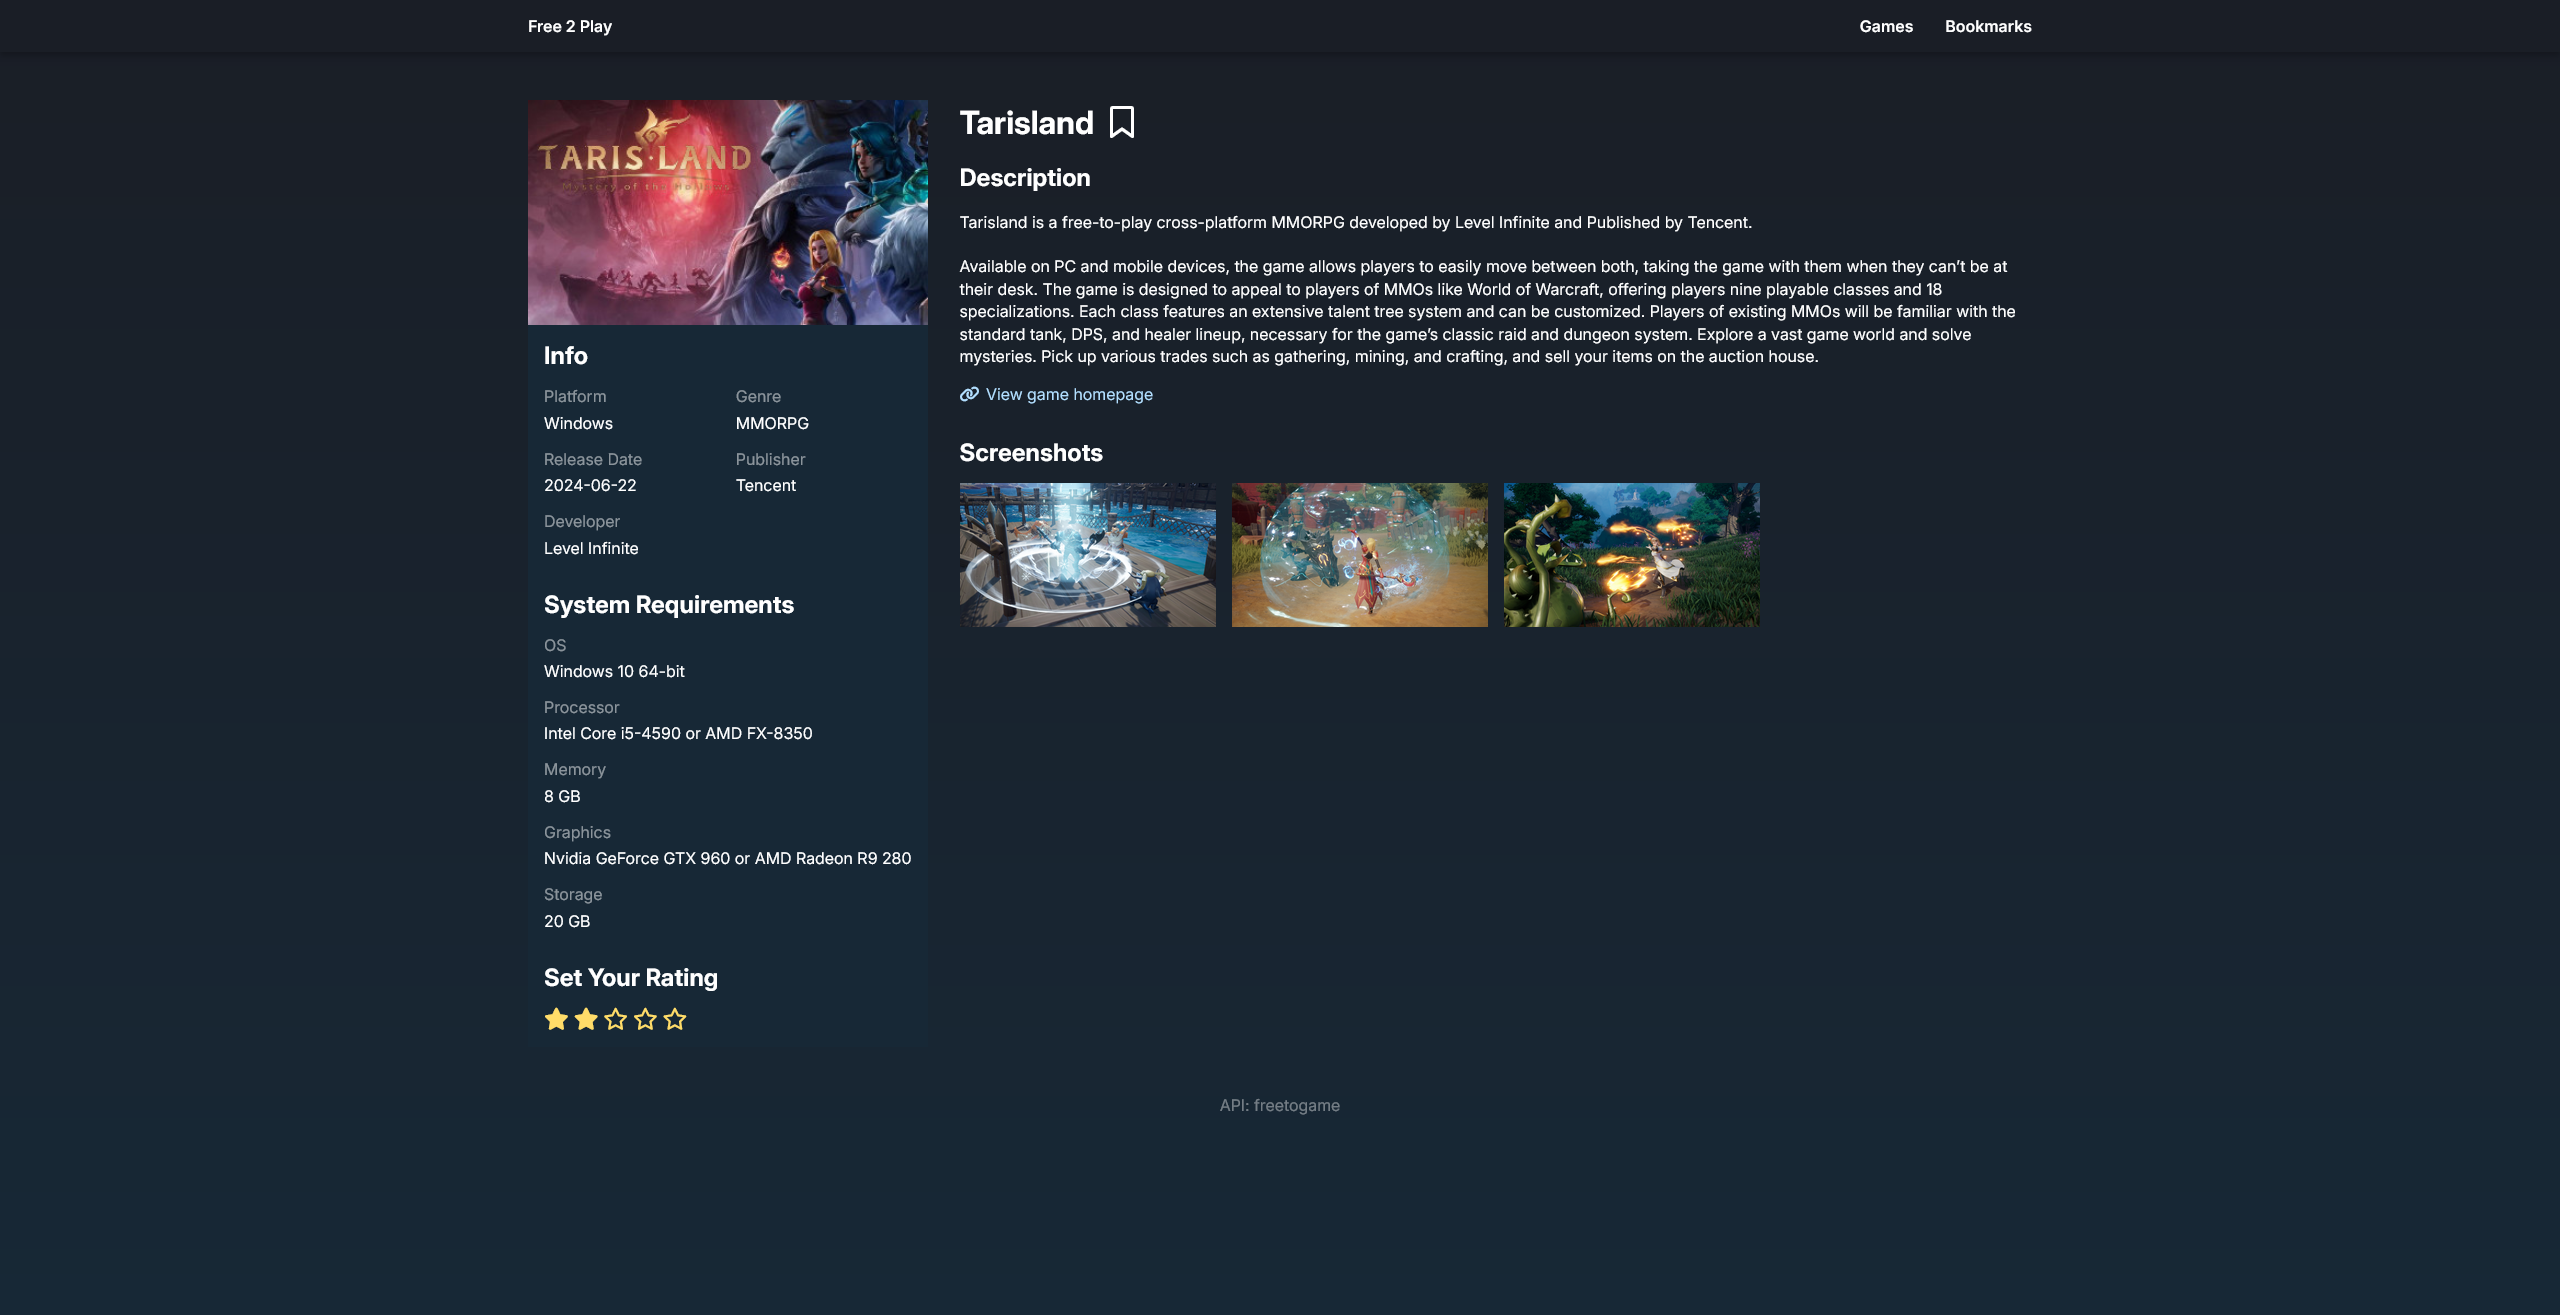 Free 2 Play
Games
Bookmarks
TARIS·LAND
Mystery of the
Info
Platform
Genre
Windows
MMORPG
Release Date
Publisher
2024-06-22
Tencent
Developer
Level Infinite
System Requirements
OS
Windows 10 64-bit
Processor
Intel Core i5-4590 or AMD FX-8350
Memory
8 GB
Graphics
Nvidia GeForce GTX 960 or AMD Radeon R9 280
Storage
20 GB
Set Your Rating
Tarisland
Description
Tarisland is a free-to-play cross-platform MMORPG developed by Level Infinite and Published by Tencent.
Available on PC and mobile devices, the game allows players to easily move between both, taking the game with them when they can't be at
their desk. The game is designed to appeal to players of MMOs like World of Warcraft, offering players nine playable classes and 18
specializations. Each class features an extensive talent tree system and can be customized. Players of existing MMOs will be familiar with the
standard tank, DPS, and healer lineup, necessary for the game's classic raid and dungeon system. Explore a vast game world and solve
mysteries. Pick up various trades such as gathering, mining, and crafting, and sell your items on the auction house.
View game homepage
Screenshots
API: freetogame